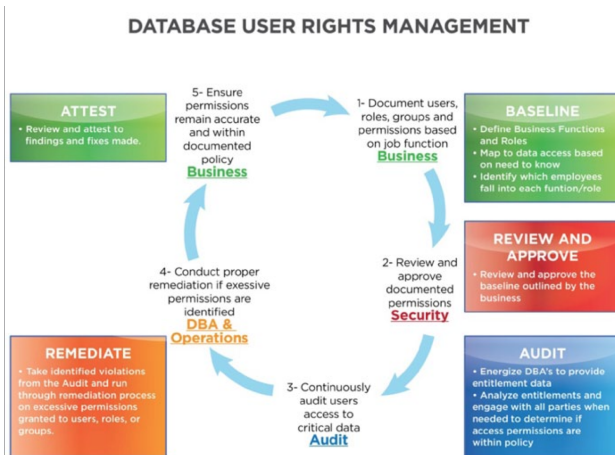 DATABASE USER RIGHTS MANAGEMENT
5- Ensure
permissions
remain accurate
and within
documented
policy
Business
1- Document users,
roles, groups and
permissions based
on job function
Business
ATTEST
• Review and attest to
findings and fixes made.
BASELINE
• Define Business Functions
and Roles
• Map to data access based
on need to know
• Identify which employees
fall into each funtion/role
4- Conduct proper
remediation if exessive
permissions are
identified
DBA &
Operations
2- Review and
approve
documented
permissions
Security
REVIEW AND
APPROVE
• Review and approve the
baseline outlined by the
business
REMEDIATE
• Take identified violations
from the Audit and run
through remediation process
on excessive permissions
granted to users, roles, or
groups.
3- Continuously
audit users
access to
critical data
Audit
AUDIT
• Energize DBA's to provide
entitlement data
• Analyze entitlements and
engage with all parties when
needed to determine if
access permissions are
within policy